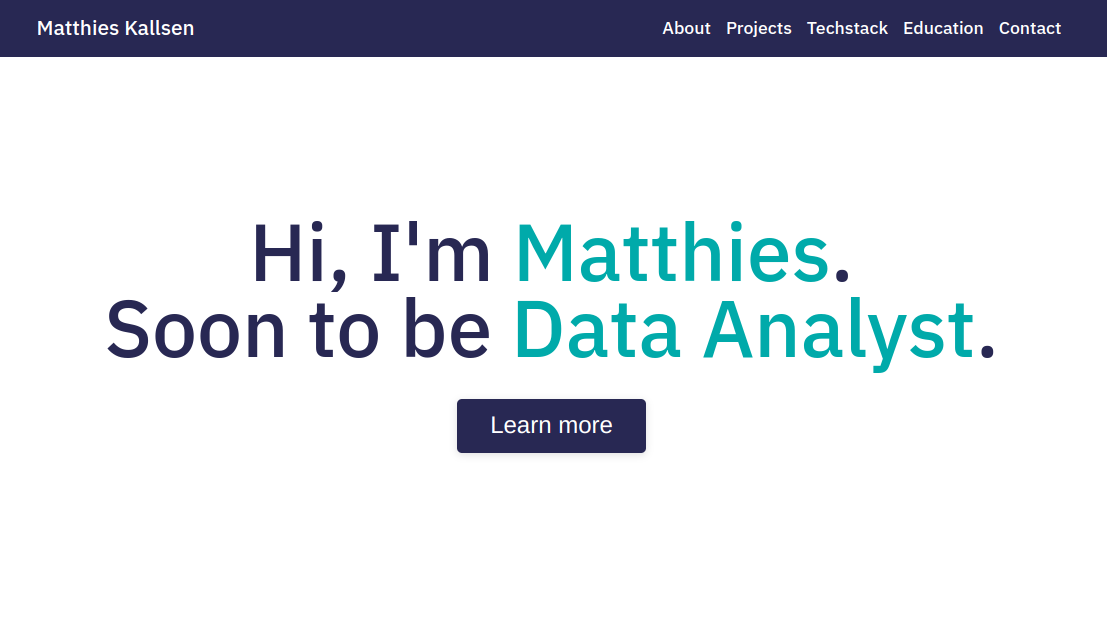 Matthies Kallsen
About Projects Techstack Education Contact
Hi, I'm Matthies.
Soon to be Data Analyst.
Learn more